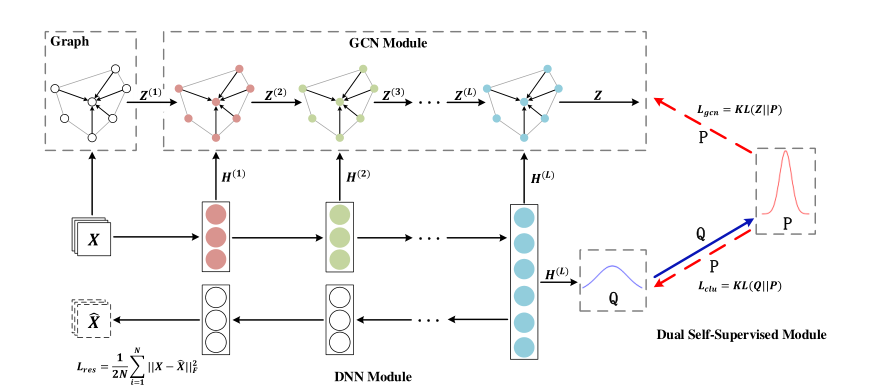 Graph
GCN Module
Z^(1)
Z^(2)
Z^(3)
...
Z^(L)
Z
L_gcn = KL(Z||P)
P
H^(1)
H^(2)
H^(L)
P
X
...
Q
P
H^(L)
L_clu = KL(Q||P)
Q
X̂
...
Dual Self-Supervised Module
L_res = 1/2N ∑_{i=1}^{N} ||X − X̂||_F^2
DNN Module